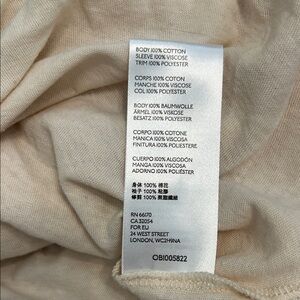 BODY 100% COTTON
SLEEVE 100% VISCOSE
TRIM 100% POLYESTER
CORPS 100% COTON
MANCHE 100% VISCOSE
COL 100% POLYESTER
BODY 100% BAUMWOLLE
ÄRMEL 100% VISKOSE
BESATZ 100% POLYESTER
CORPO 100% COTONE
MANICA 100% VISCOSA
FINITURA 100% POLIESTERE
CUERPO 100% ALGODÓN
MANGA 100% VISCOSA
ADORNO 100% POLIÉSTER
身体 100% 棉花
袖子 100% 粘膠
修剪 100% 聚酯纖維
RN 66170
CA 32054
FOR EU
24 WEST STREET
LONDON, WC2H9NA
OBI005822